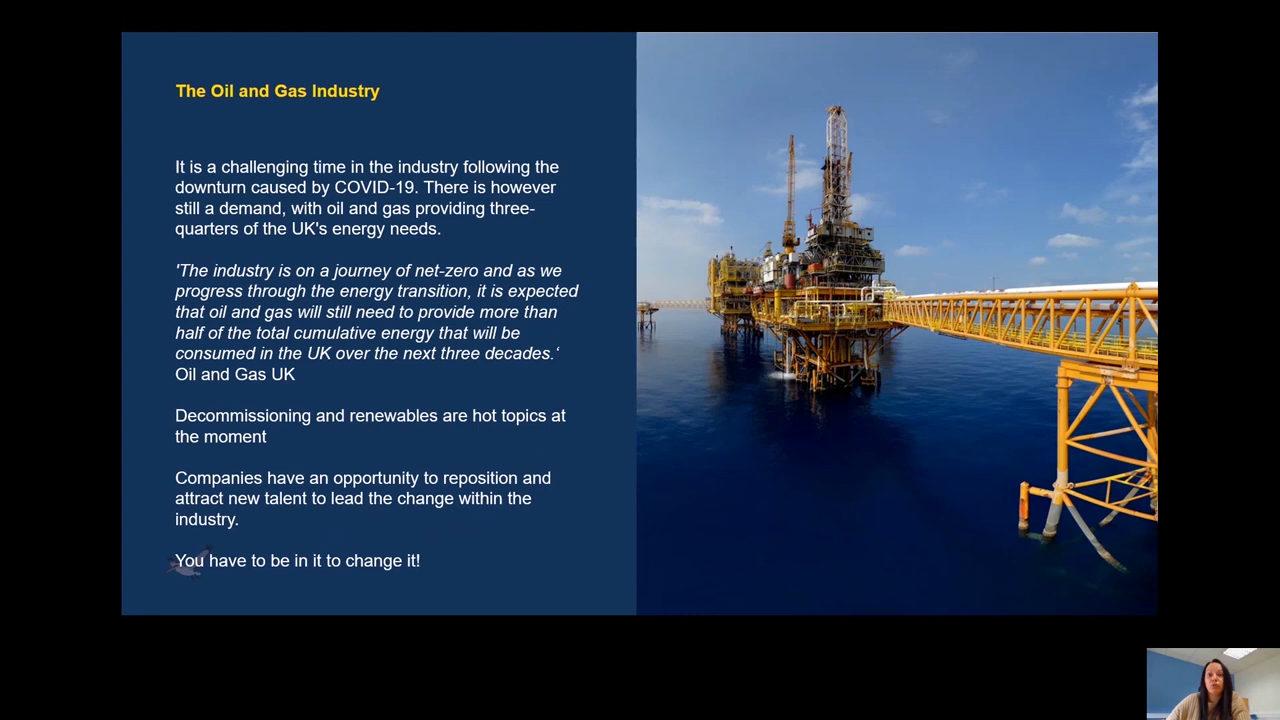 The Oil and Gas Industry
It is a challenging time in the industry following the
downturn caused by COVID-19. There is however
still a demand, with oil and gas providing three-
quarters of the UK's energy needs.
'The industry is on a journey of net-zero and as we
progress through the energy transition, it is expected
that oil and gas will still need to provide more than
half of the total cumulative energy that will be
consumed in the UK over the next three decades.‘
Oil and Gas UK
Decommissioning and renewables are hot topics at
the moment
Companies have an opportunity to reposition and
attract new talent to lead the change within the
industry.
You have to be in it to change it!